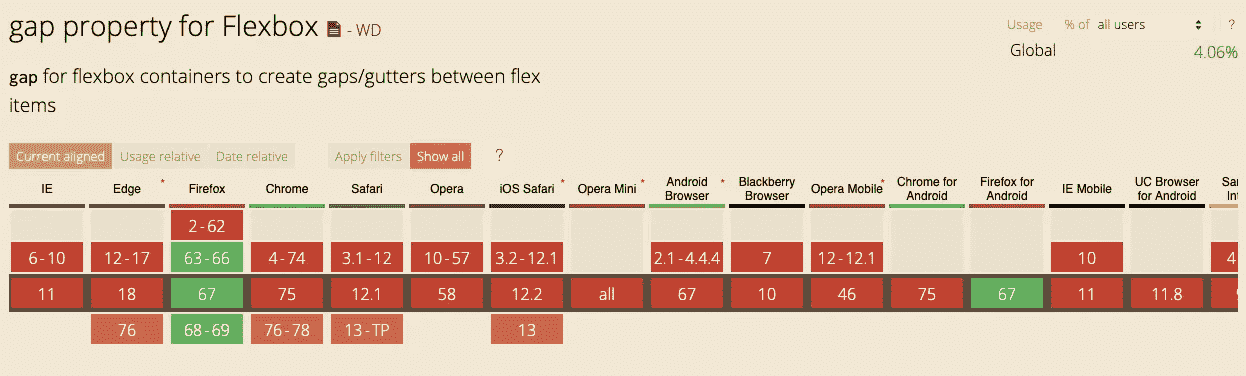 gap property for Flexbox - WD
Usage % of all users ?
Global 4.06%
gap for flexbox containers to create gaps/gutters between flex
items
Current aligned Usage relative Date relative Apply filters Show all ?
IE Edge * Firefox Chrome Safari Opera iOS Safari * Opera Mini * Android Browser * Blackberry Browser Opera Mobile * Chrome for Android Firefox for Android IE Mobile UC Browser for Android
2-62
6-10 12-17 63-66 4-74 3.1-12 10-57 3.2-12.1 2.1-4.4.4 7 12-12.1 10 4
11 18 67 75 12.1 58 12.2 all 67 10 46 75 67 11 11.8
76 68-69 76-78 13-TP 13